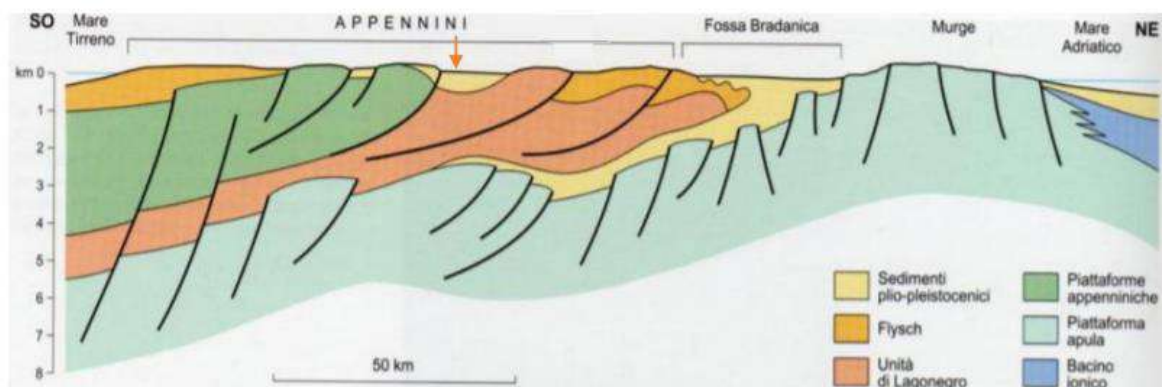 SO
Mare
Tirreno
APPENNINI
Fossa Bradanica
Murge
Mare
Adriatico
NE
km 0
1
2
3
4
5
6
7
8
50 km
Sedimenti
plio-pleistocenici
Flysch
Unità
di Lagonegro
Piattaforme
appenniniche
Piattaforma
apula
Bacino
ionico